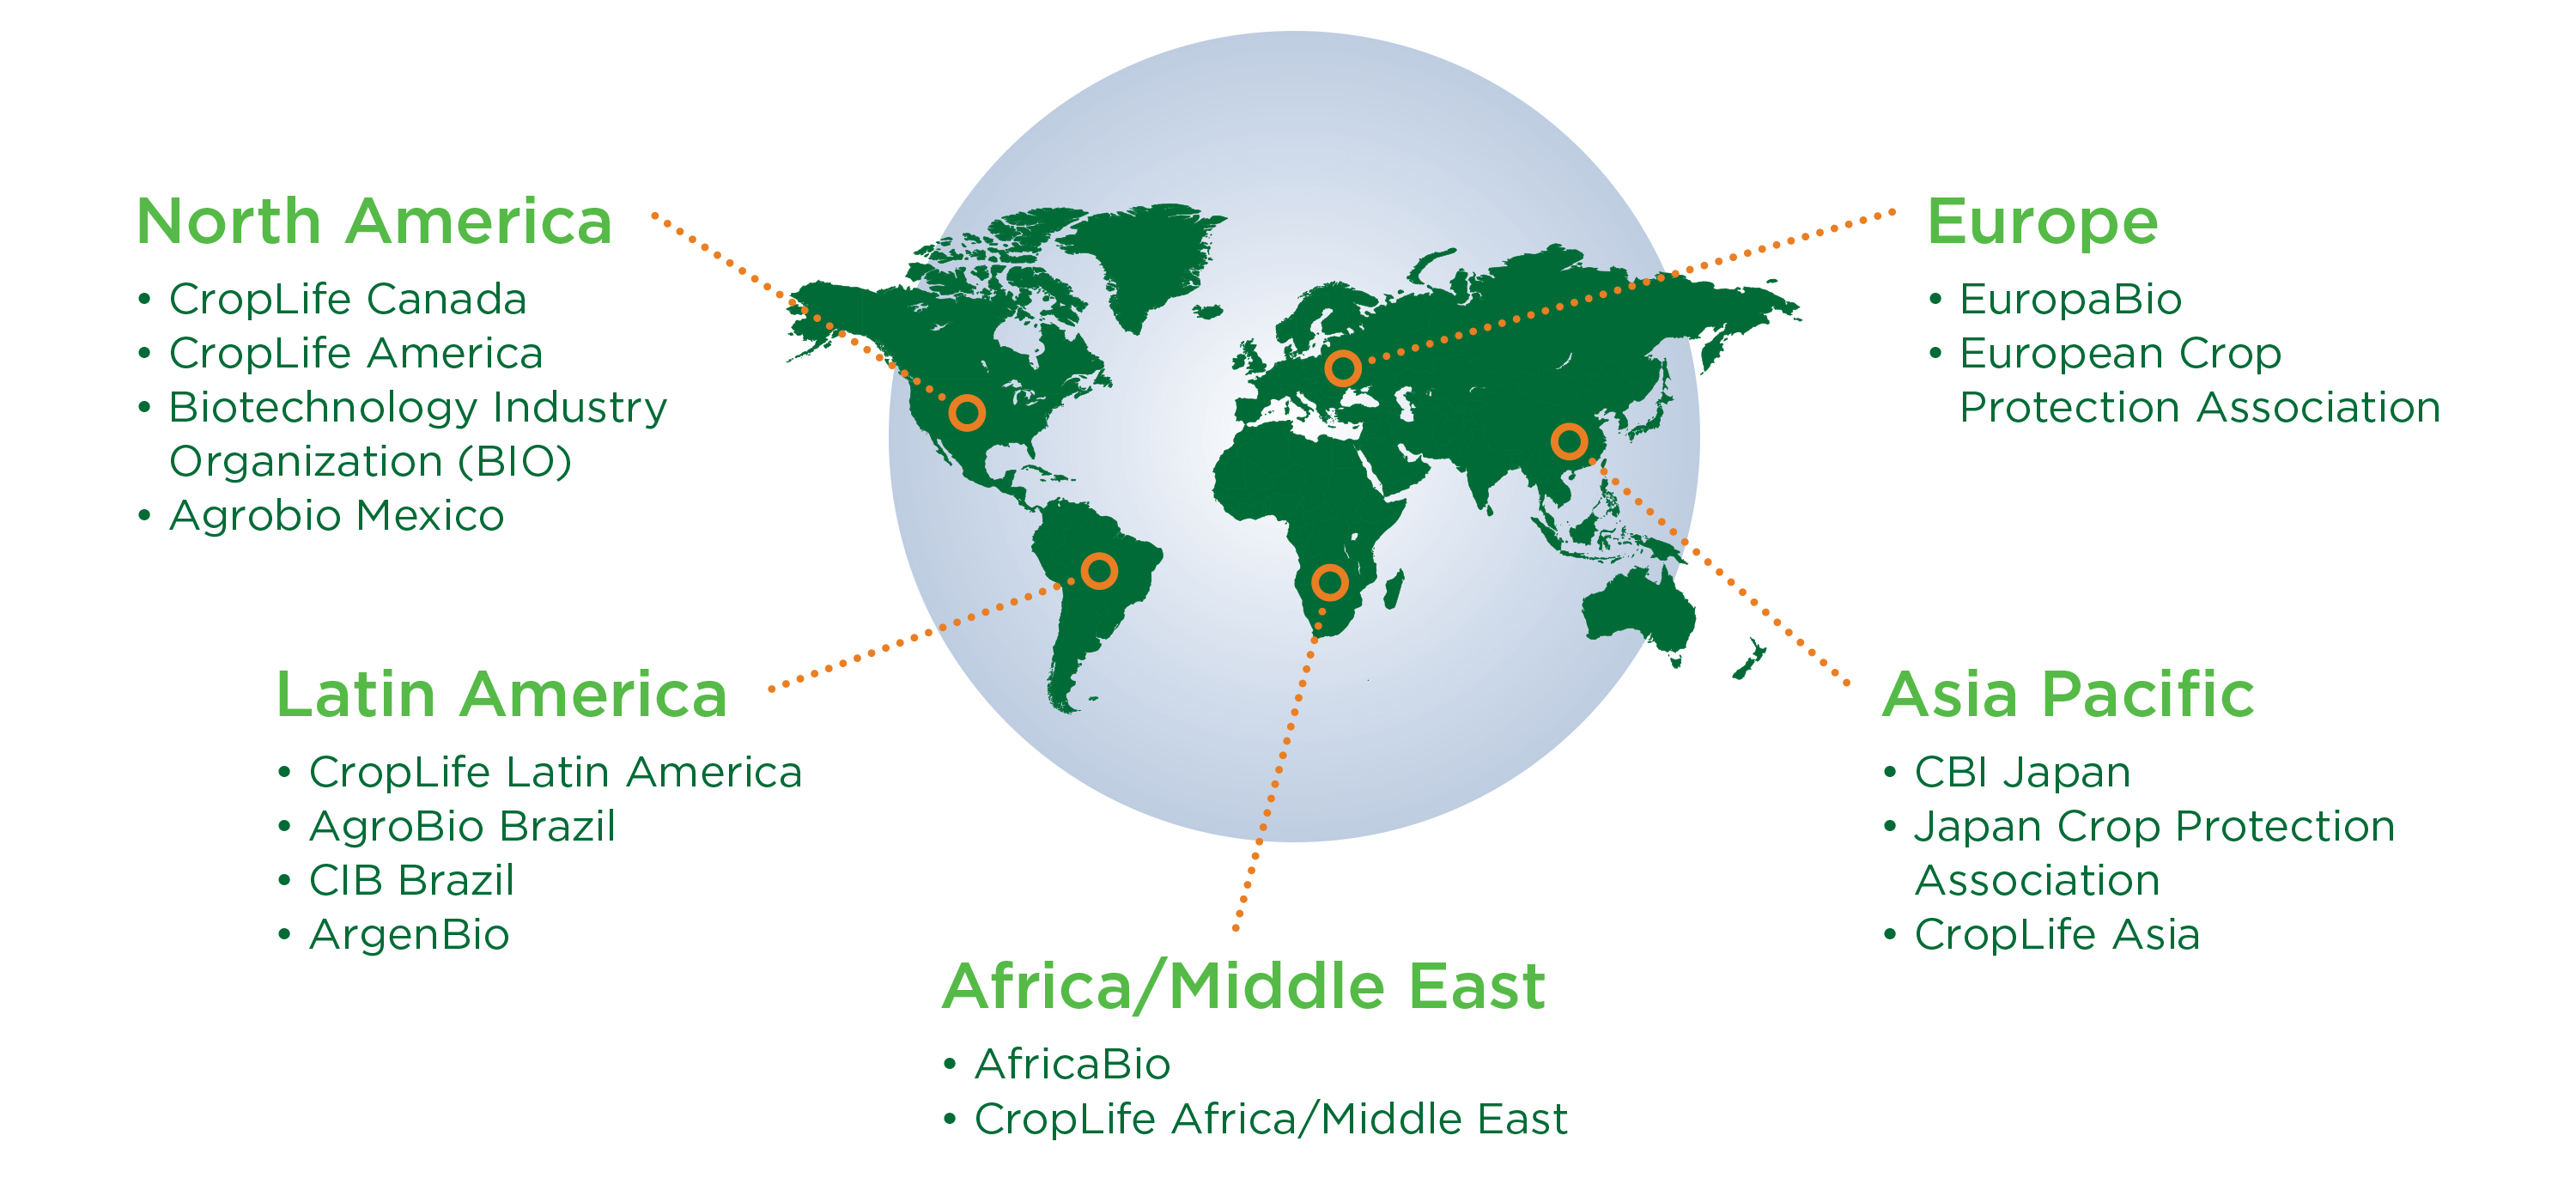 North America
• CropLife Canada
• CropLife America
• Biotechnology Industry
Organization (BIO)
• Agrobio Mexico
Latin America
• CropLife Latin America
• AgroBio Brazil
• CIB Brazil
• ArgenBio
Africa/Middle East
• AfricaBio
• CropLife Africa/Middle East
Europe
• EuropaBio
• European Crop
Protection Association
Asia Pacific
• CBI Japan
• Japan Crop Protection
Association
• CropLife Asia